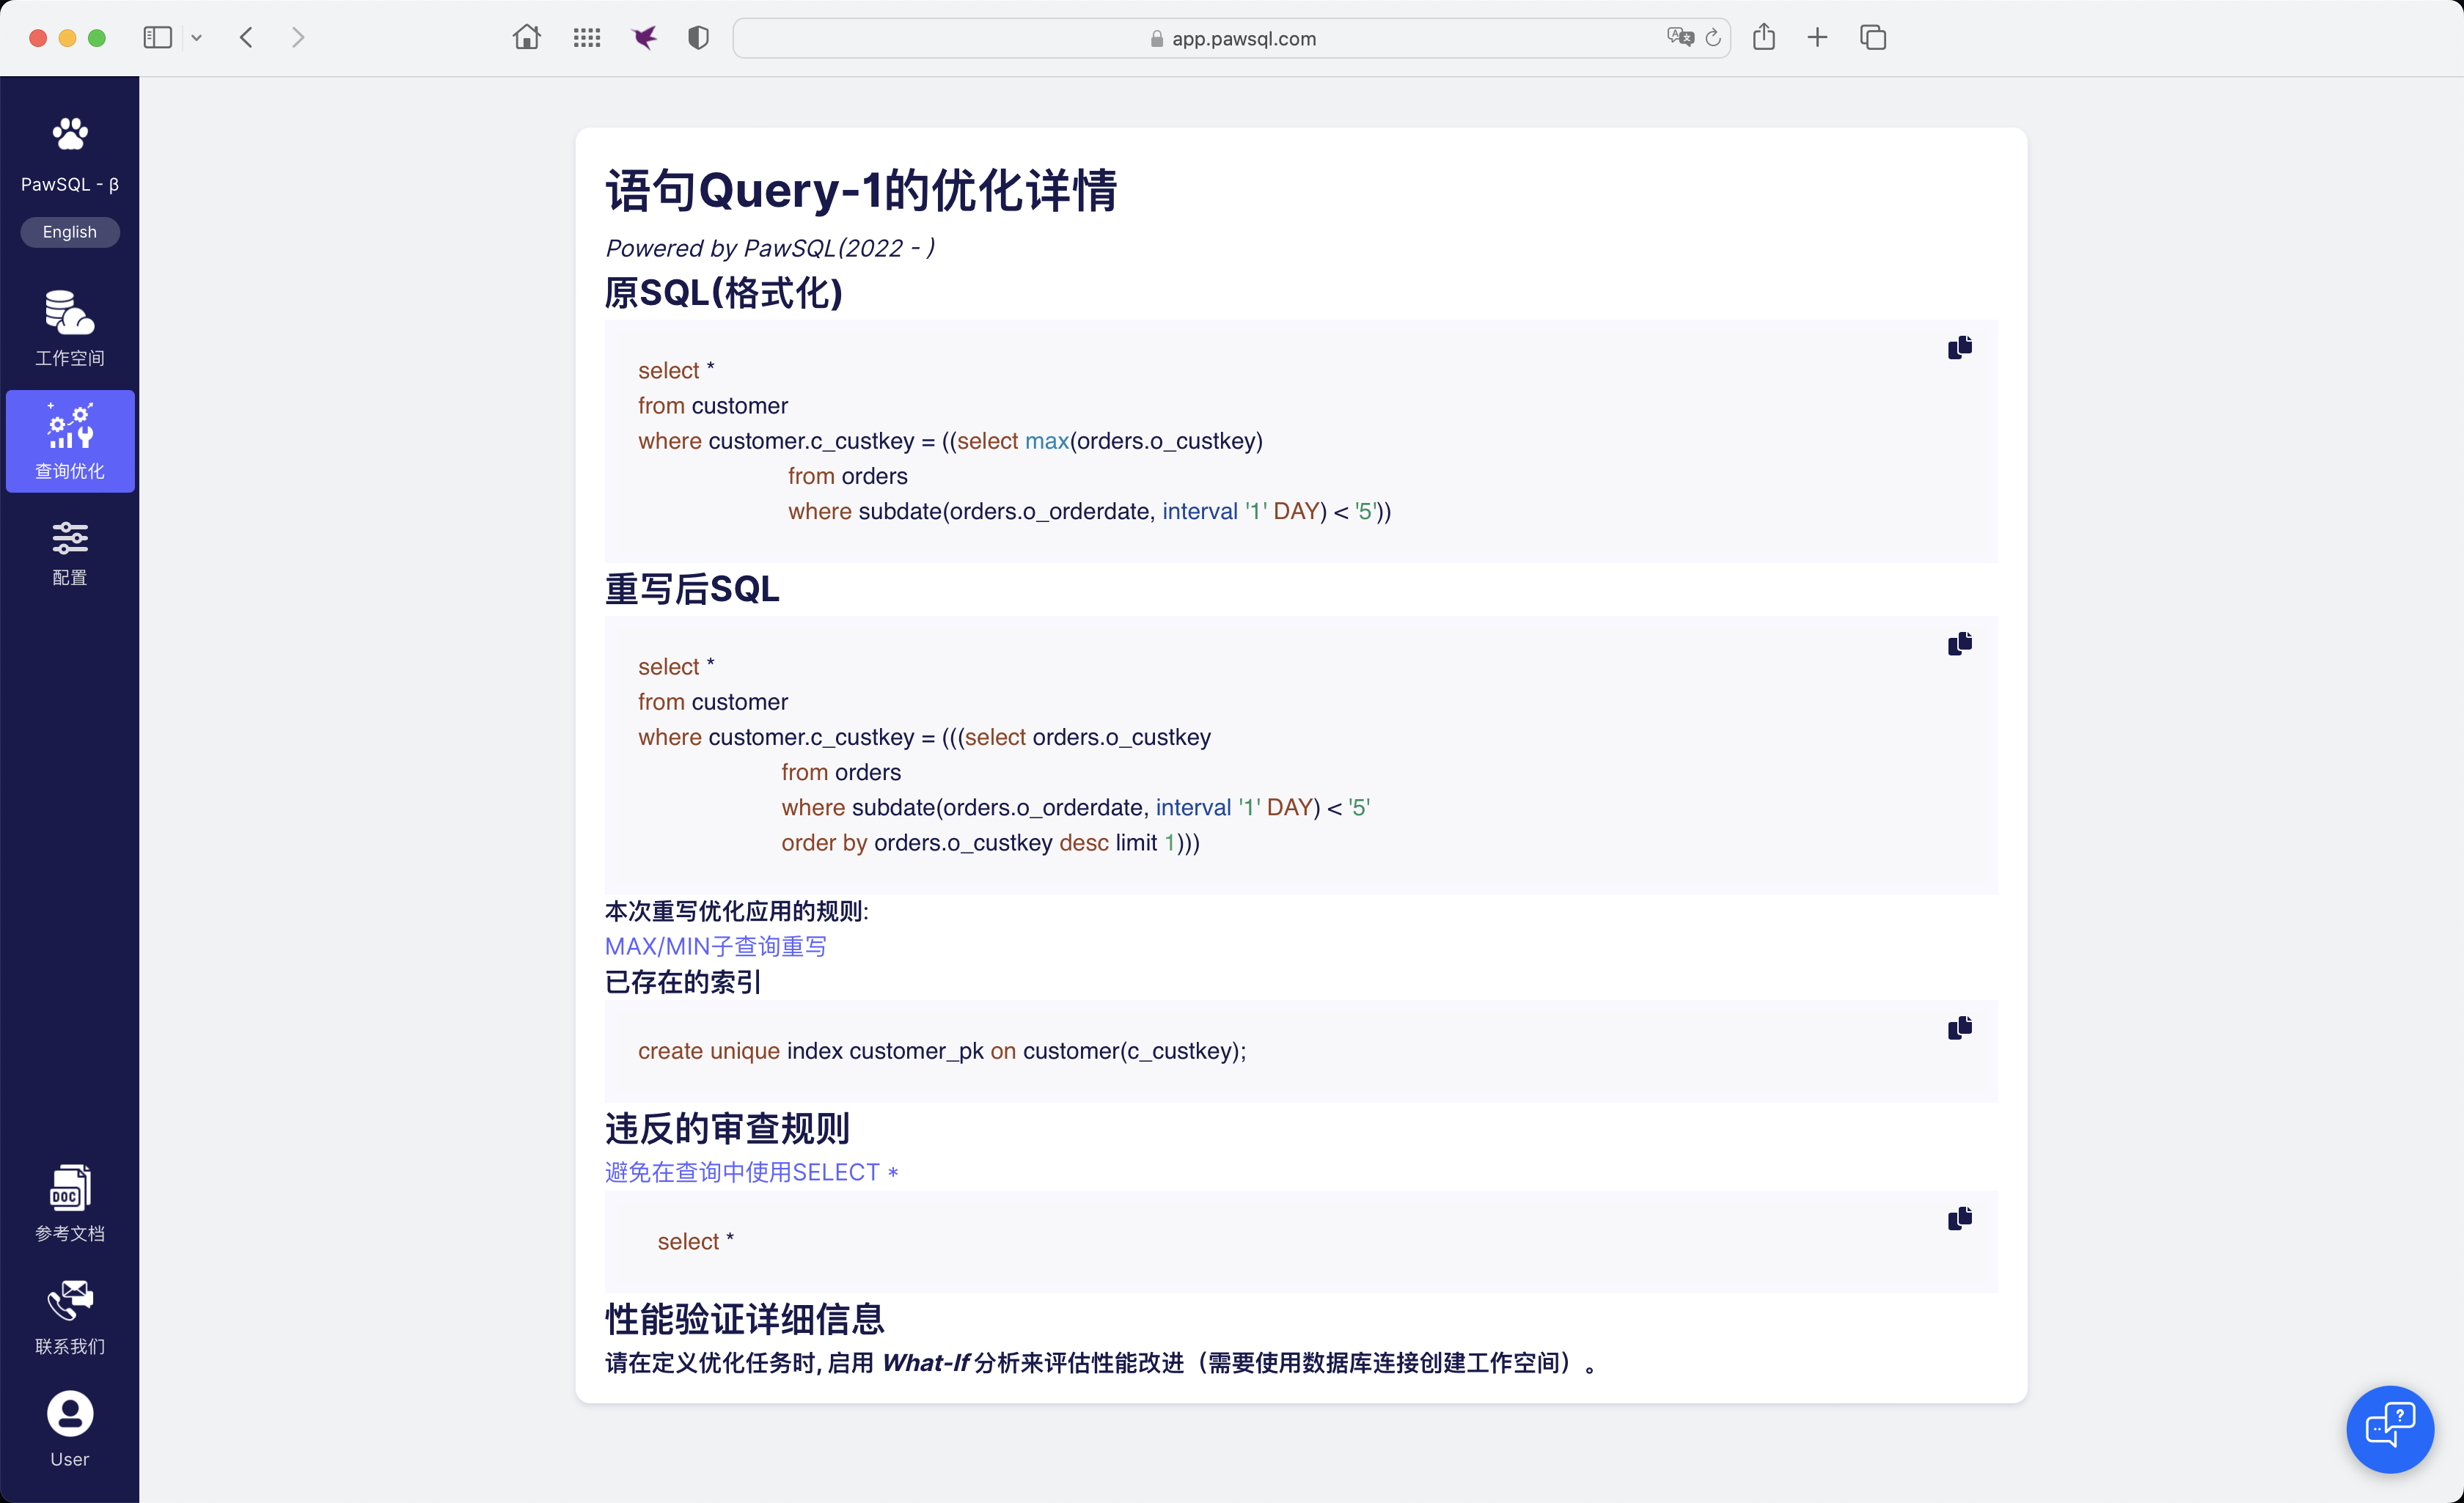 app.pawsql.com
PawSQL - β
English
工作空间
查询优化
配置
DOC
参考文档
联系我们
User
语句Query-1的优化详情
Powered by PawSQL(2022 - )
原SQL(格式化)
select *
from customer
where customer.c_custkey = ((select max(orders.o_custkey)
from orders
where subdate(orders.o_orderdate, interval '1' DAY) < '5'))
重写后SQL
select *
from customer
where customer.c_custkey = (((select orders.o_custkey
from orders
where subdate(orders.o_orderdate, interval '1' DAY) < '5'
order by orders.o_custkey desc limit 1)))
本次重写优化应用的规则:
MAX/MIN子查询重写
已存在的索引
create unique index customer_pk on customer(c_custkey);
违反的审查规则
避免在查询中使用SELECT *
select *
性能验证详细信息
请在定义优化任务时, 启用 What-If 分析来评估性能改进（需要使用数据库连接创建工作空间）。